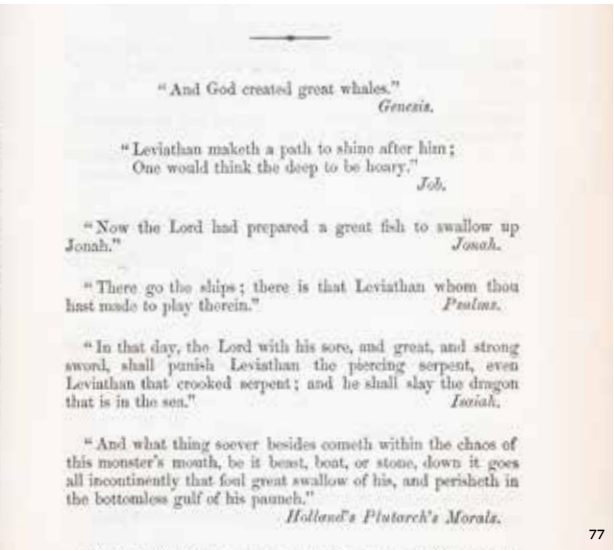 “And God created great whales.”
Genesis.
“Leviathan maketh a path to shine after him;
One would think the deep to be hoary.”
Job.
“Now the Lord had prepared a great fish to swallow up
Jonah.” Jonah.
“There go the ships; there is that Leviathan whom thou
hast made to play therein.” Psalms.
“In that day, the Lord with his sore, and great, and strong
sword, shall punish Leviathan the piercing serpent, even
Leviathan that crooked serpent; and he shall slay the dragon
that is in the sea.” Isaiah.
“And what thing soever besides cometh within the chaos of
this monster’s mouth, be it beast, boat, or stone, down it goes
all incontinently that foul great swallow of his, and perisheth in
the bottomless gulf of his paunch.”
Holland’s Plutarch’s Morals.
77